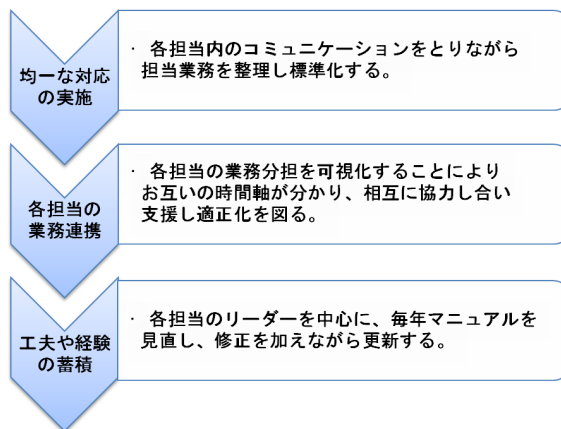 均一な対応
の実施
・ 各担当内のコミュニケーションをとりながら
担当業務を整理し標準化する。
各担当の
業務連携
・ 各担当の業務分担を可視化することにより
お互いの時間軸が分かり、相互に協力し合い
支援し適正化を図る。
工夫や経験
の蓄積
・ 各担当のリーダーを中心に、毎年マニュアルを
見直し、修正を加えながら更新する。